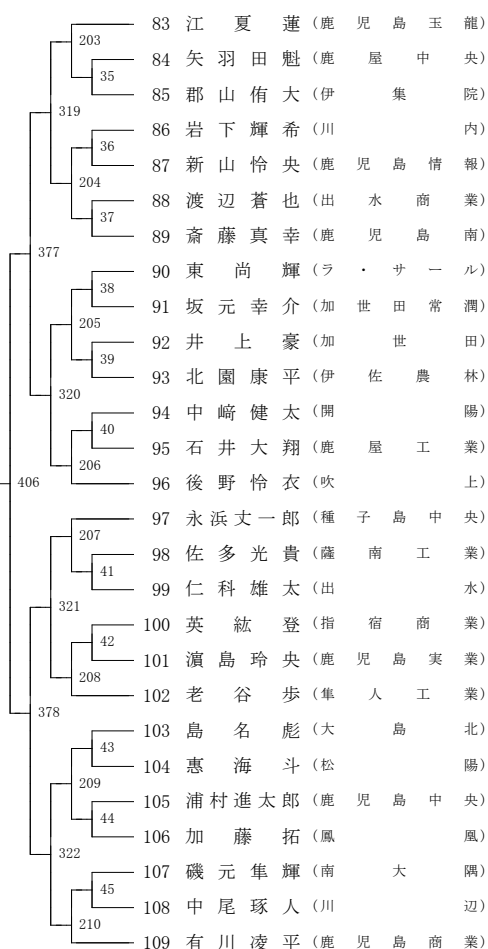 83 江夏蓮 (鹿児島玉龍)
203
84 矢羽田魁 (鹿屋中央)
35
85 郡山侑大 (伊集院)
319
86 岩下輝希 (川内)
36
87 新山怜央 (鹿児島情報)
204
88 渡辺蒼也 (出水商業)
37
89 斎藤真幸 (鹿児島南)
377
90 東尚輝 (ラ・サール)
38
91 坂元幸介 (加世田常潤)
205
92 井上豪 (加世田)
39
93 北園康平 (伊佐農林)
320
94 中﨑健太 (開陽)
40
95 石井大翔 (鹿屋工業)
206
96 後野怜衣 (吹上)
406
97 永浜丈一郎 (種子島中央)
207
98 佐多光貴 (薩南工業)
41
99 仁科雄太 (出水)
321
100 英紘登 (指宿商業)
42
101 濵島玲央 (鹿児島実業)
208
102 老谷歩 (隼人工業)
378
103 島名彪 (大島北)
43
104 惠海斗 (松陽)
209
105 浦村進太郎 (鹿児島中央)
44
106 加藤拓 (鳳凰)
322
107 磯元隼輝 (南大隅)
45
108 中尾琢人 (川辺)
210
109 有川凌平 (鹿児島商業)